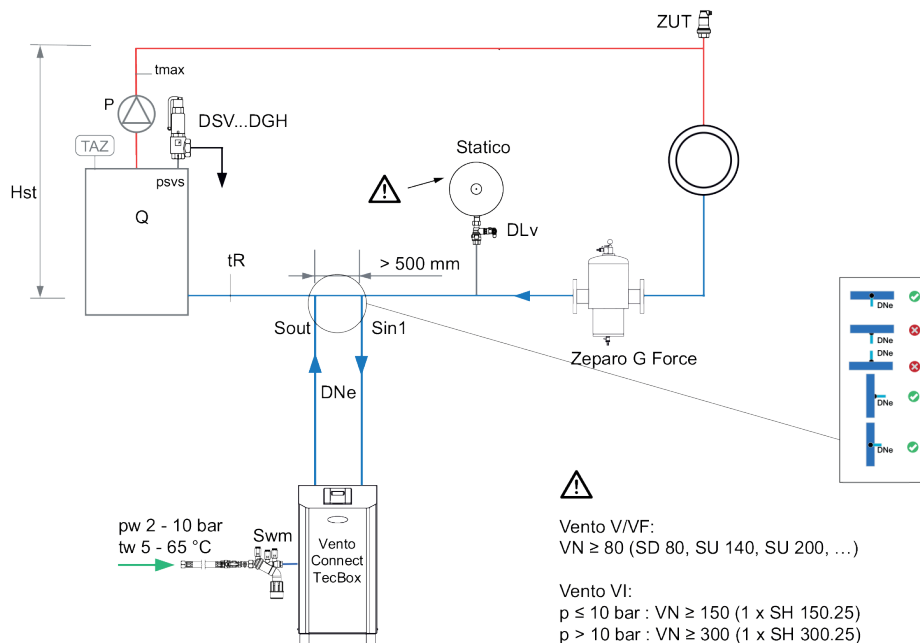 ZUT
tmax
P
DSV...DGH
TAZ
Statico
psvs
Hst
Q
DLv
tR
> 500 mm
Sout
Sin1
Zeparo G Force
DNe
DNe
DNe
DNe
DNe
DNe
pw 2 - 10 bar
tw 5 - 65 °C
Swm
Vento
Connect
TecBox
Vento V/VF:
VN ≥ 80 (SD 80, SU 140, SU 200, …)
Vento VI:
p ≤ 10 bar : VN ≥ 150 (1 x SH 150.25)
p > 10 bar : VN ≥ 300 (1 x SH 300.25)